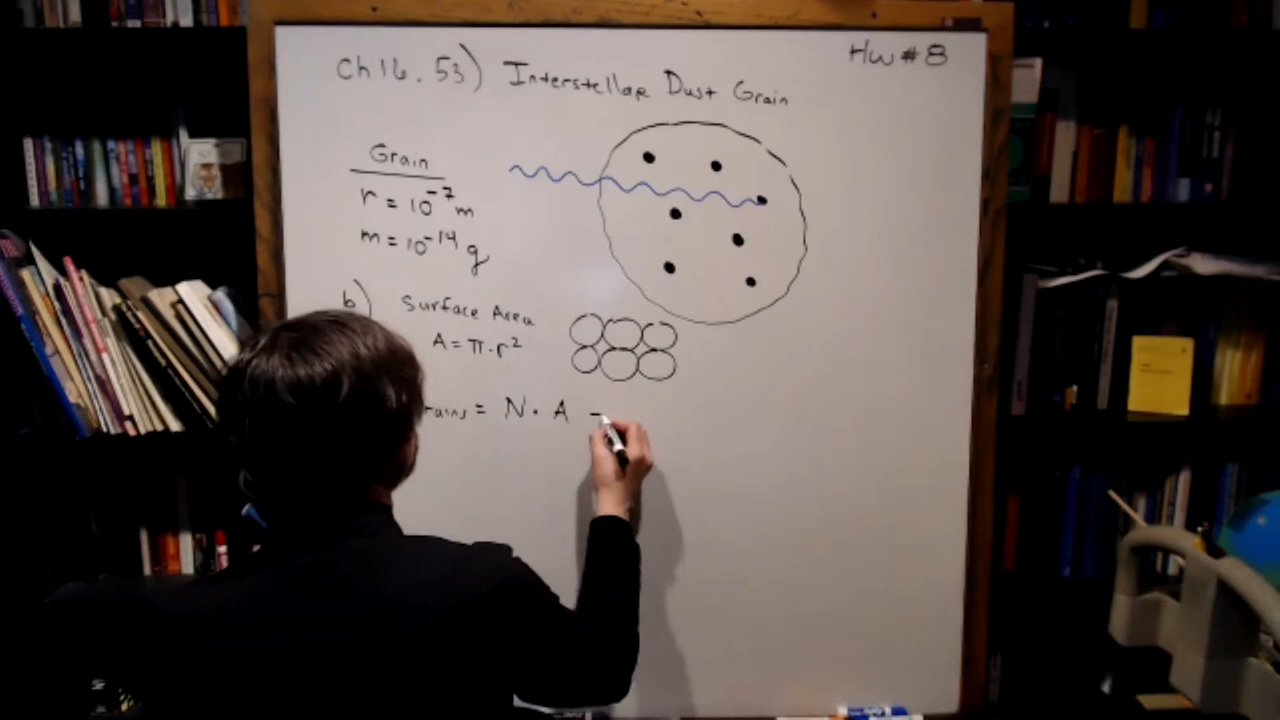 Hw # 8
Ch 16. 53) Interstellar Dust Grain
Grain
r = 10⁻⁷ m
m = 10⁻¹⁴ g
b) Surface Area
A = π · r²
= N · A